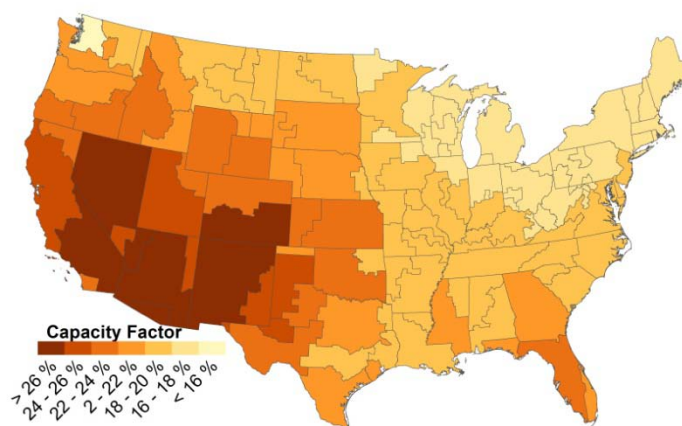 Capacity Factor
> 26 %
24 - 26 %
22 - 24 %
2 - 22 %
18 - 20 %
16 - 18 %
< 16 %